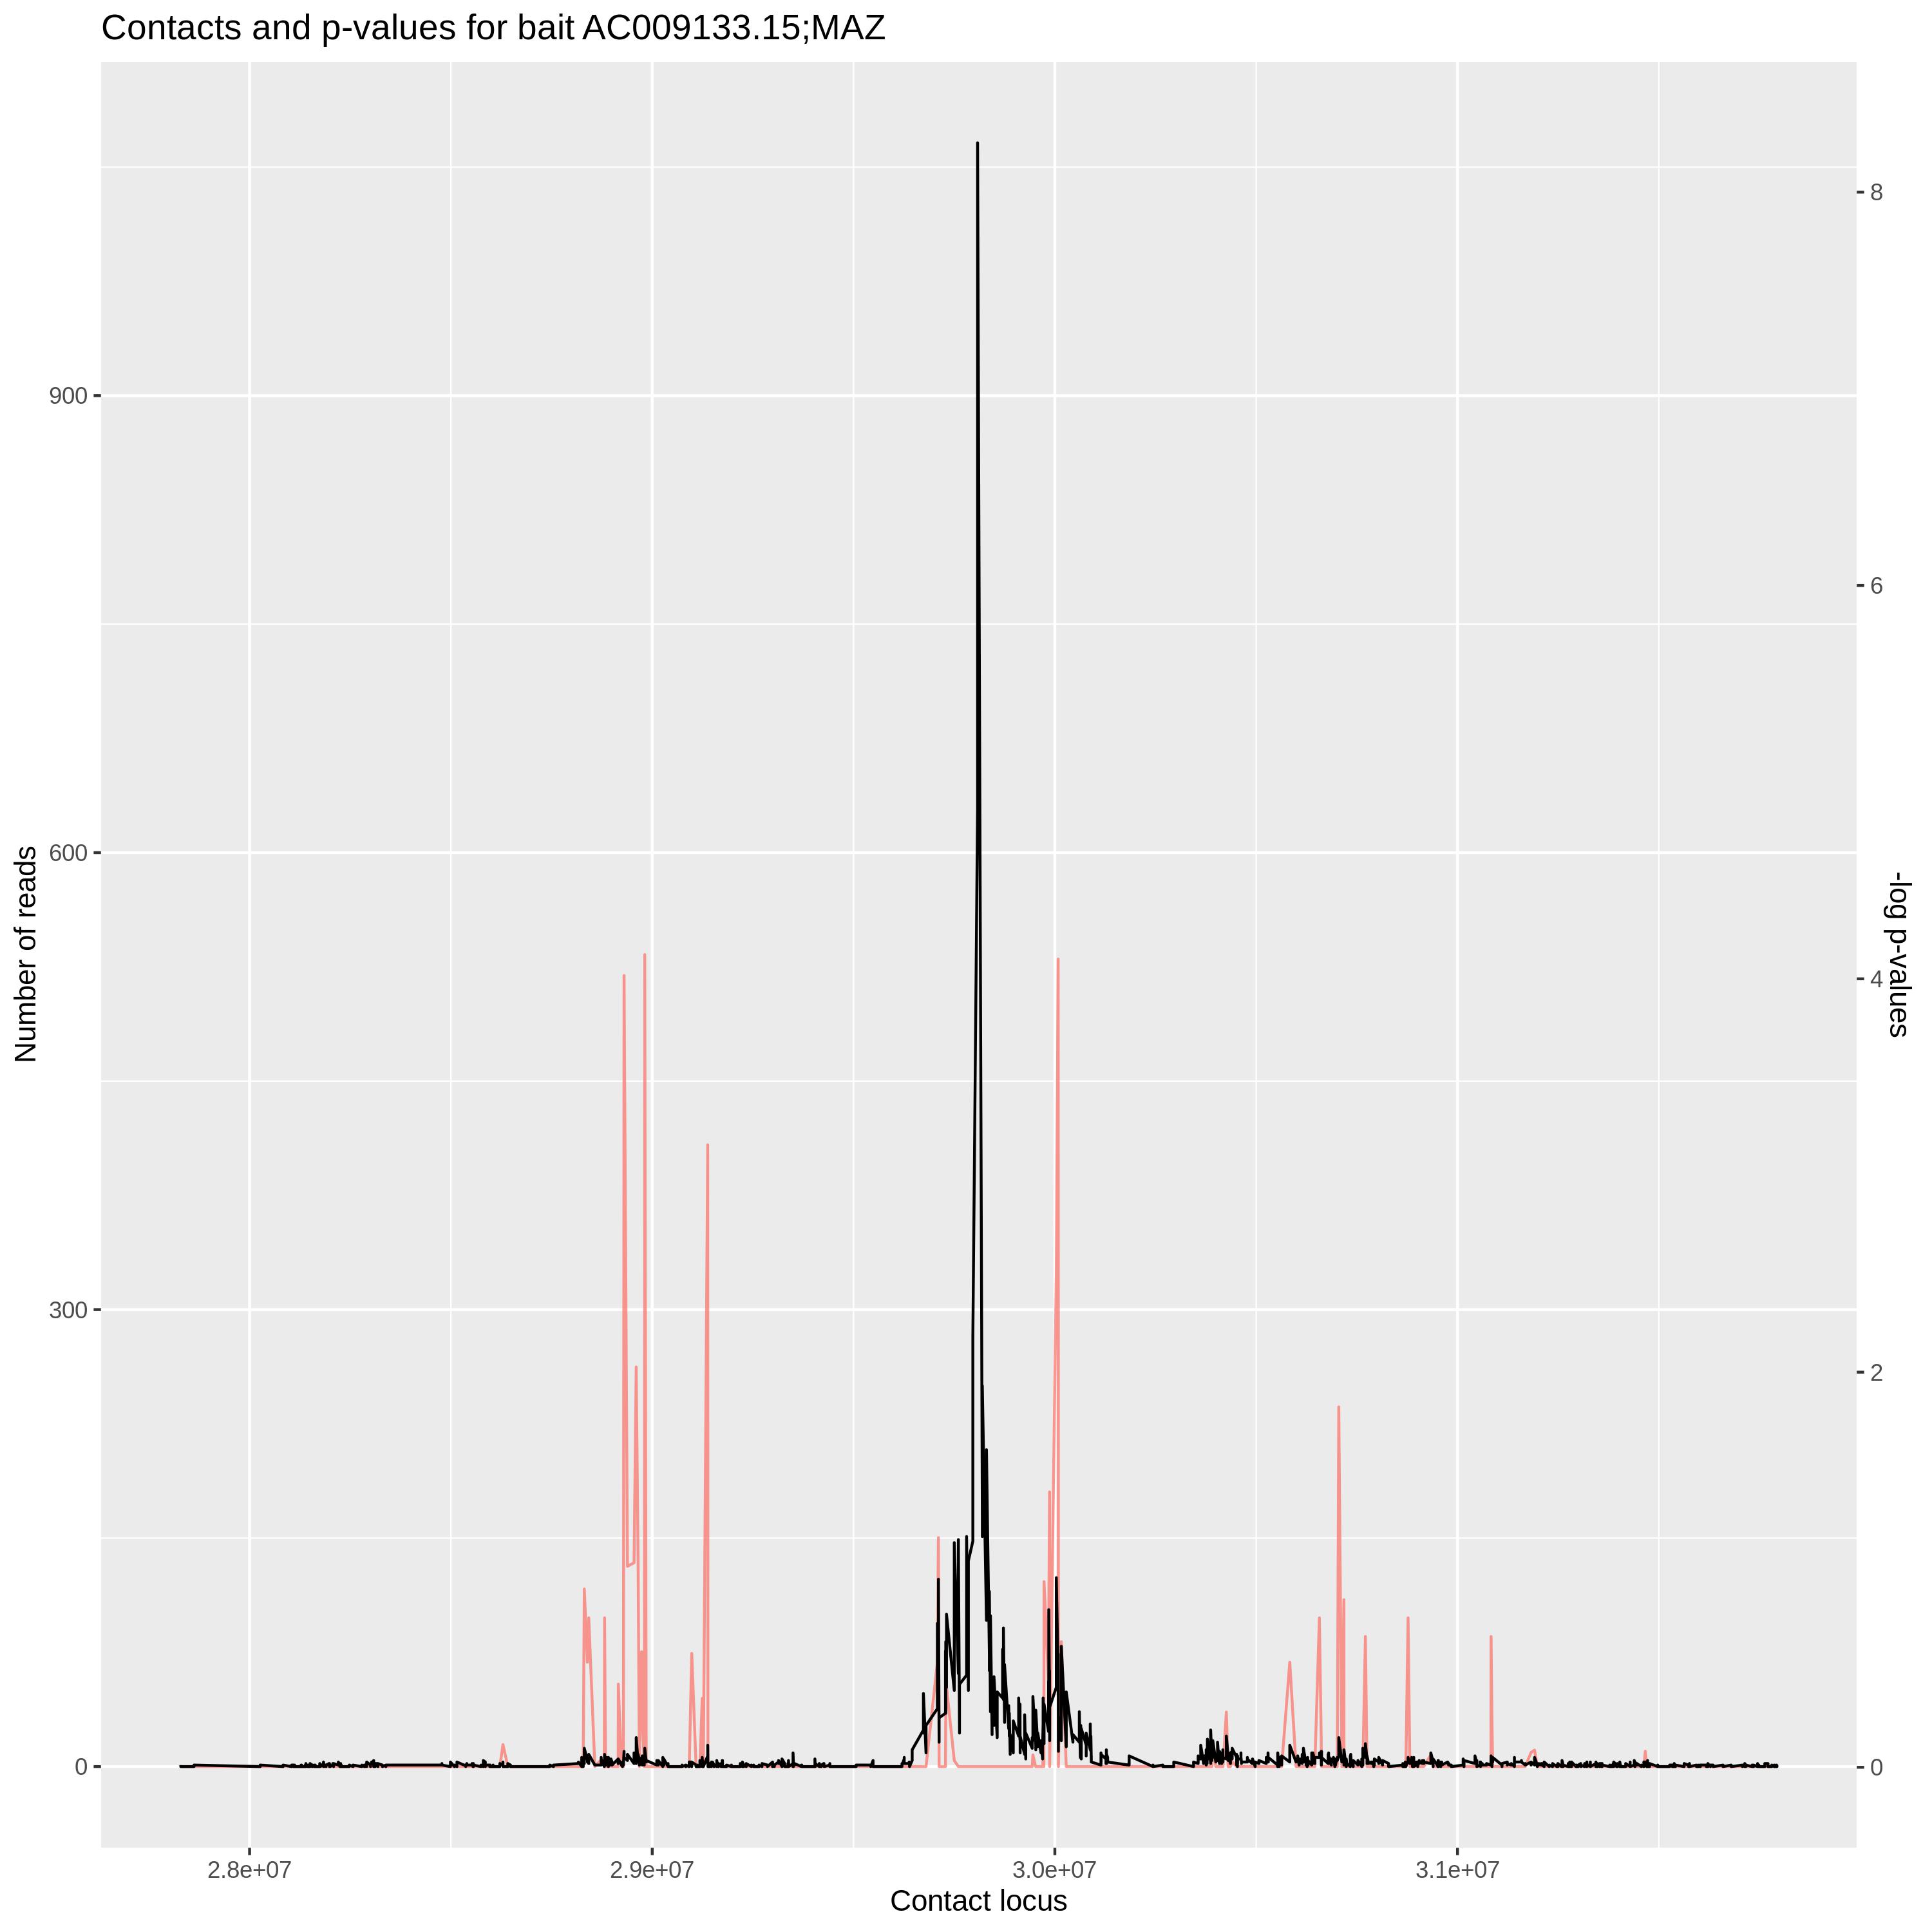 Contacts and p-values for bait AC009133.15;MAZ
900
600
300
0
Number of reads
8
6
4
2
0
-log p-values
2.8e+07
2.9e+07
3.0e+07
3.1e+07
Contact locus